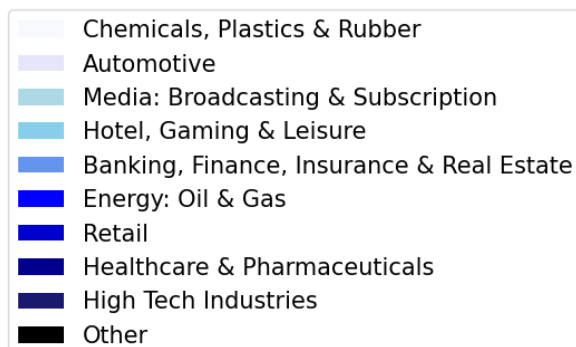 Chemicals, Plastics & Rubber
Automotive
Media: Broadcasting & Subscription
Hotel, Gaming & Leisure
Banking, Finance, Insurance & Real Estate
Energy: Oil & Gas
Retail
Healthcare & Pharmaceuticals
High Tech Industries
Other